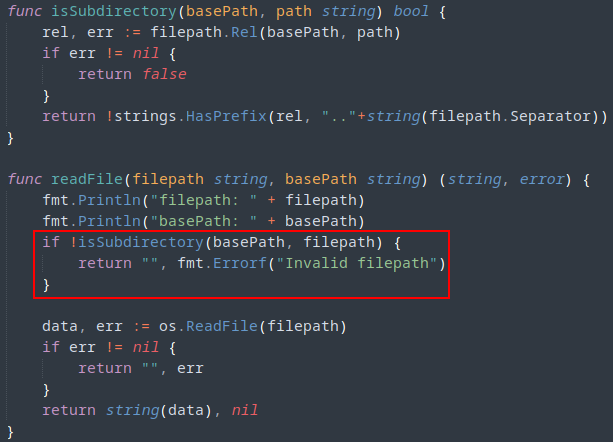 func isSubdirectory(basePath, path string) bool {
    rel, err := filepath.Rel(basePath, path)
    if err != nil {
        return false
    }
    return !strings.HasPrefix(rel, ".."+string(filepath.Separator))
}

func readFile(filepath string, basePath string) (string, error) {
    fmt.Println("filepath: " + filepath)
    fmt.Println("basePath: " + basePath)
    if !isSubdirectory(basePath, filepath) {
        return "", fmt.Errorf("Invalid filepath")
    }

    data, err := os.ReadFile(filepath)
    if err != nil {
        return "", err
    }
    return string(data), nil
}